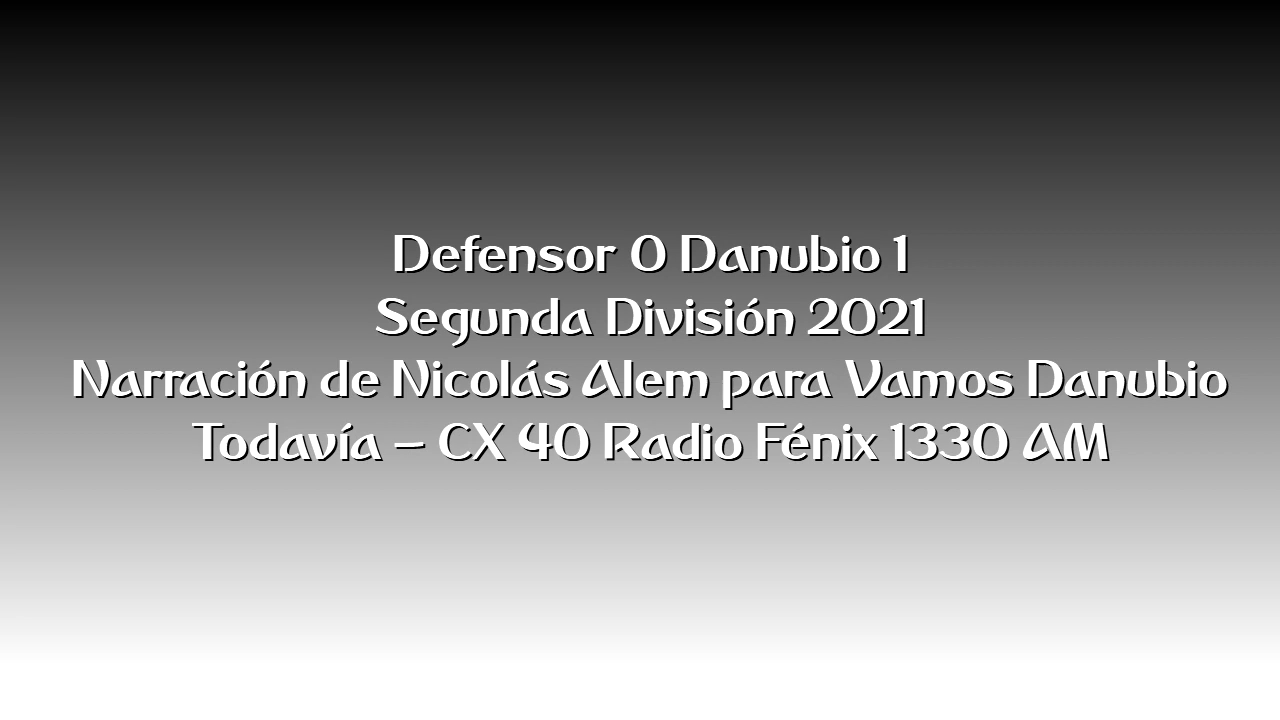 Defensor 0 Danubio 1
Segunda División 2021
Narración de Nicolás Alem para Vamos Danubio
Todavía – CX 40 Radio Fénix 1330 AM